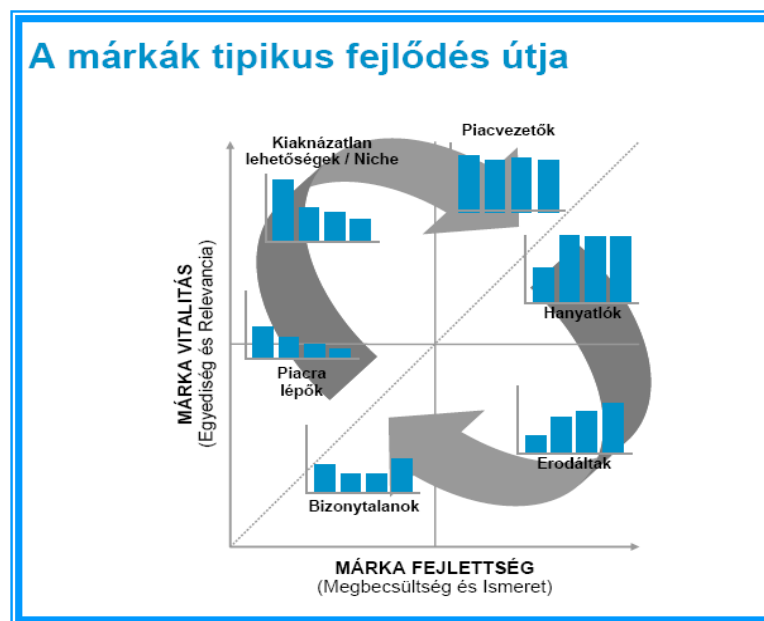 A márkák tipikus fejlődés útja
Kiaknázatlan
lehetőségek / Niche
Piacvezetők
Hanyatlók
Piacra
lépők
Erodáltak
Bizonytalanok
MÁRKA VITALITÁS
(Egyediség és Relevancia)
MÁRKA FEJLETTSÉG
(Megbecsültség és Ismeret)